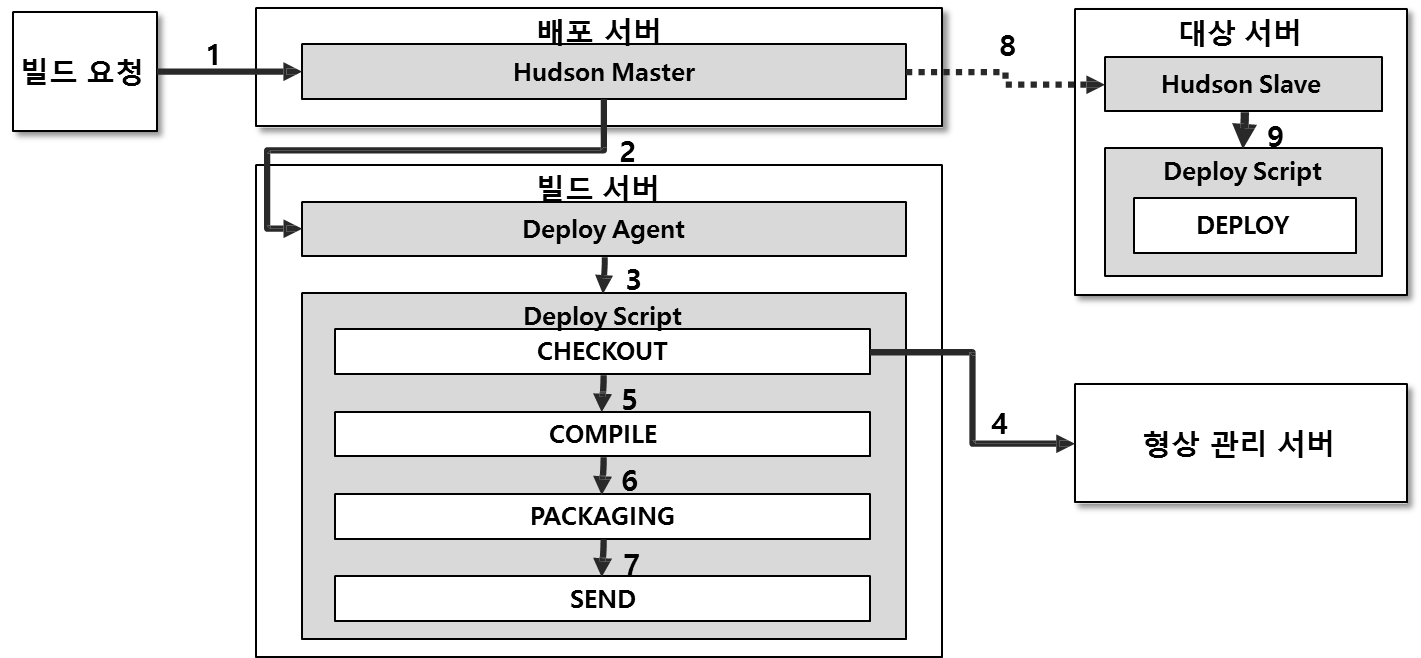 빌드 요청
1
배포 서버
Hudson Master
8
대상 서버
Hudson Slave
9
Deploy Script
DEPLOY
2
빌드 서버
Deploy Agent
3
Deploy Script
CHECKOUT
4
형상 관리 서버
5
COMPILE
6
PACKAGING
7
SEND